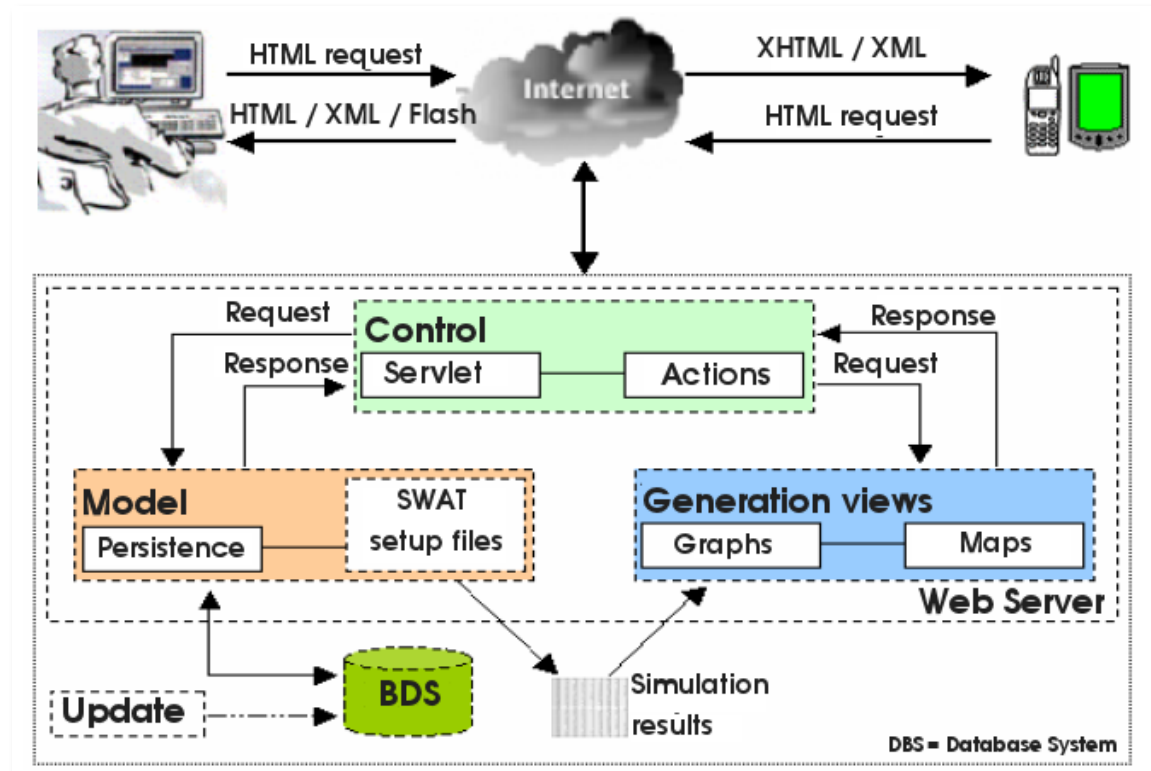 HTML request
HTML / XML / Flash
Internet
XHTML / XML
HTML request
Request
Response
Control
Servlet
Actions
Response
Request
Model
Persistence
SWAT
setup files
Generation views
Graphs
Maps
Web Server
Update
BDS
Simulation
results
DBS = Database System